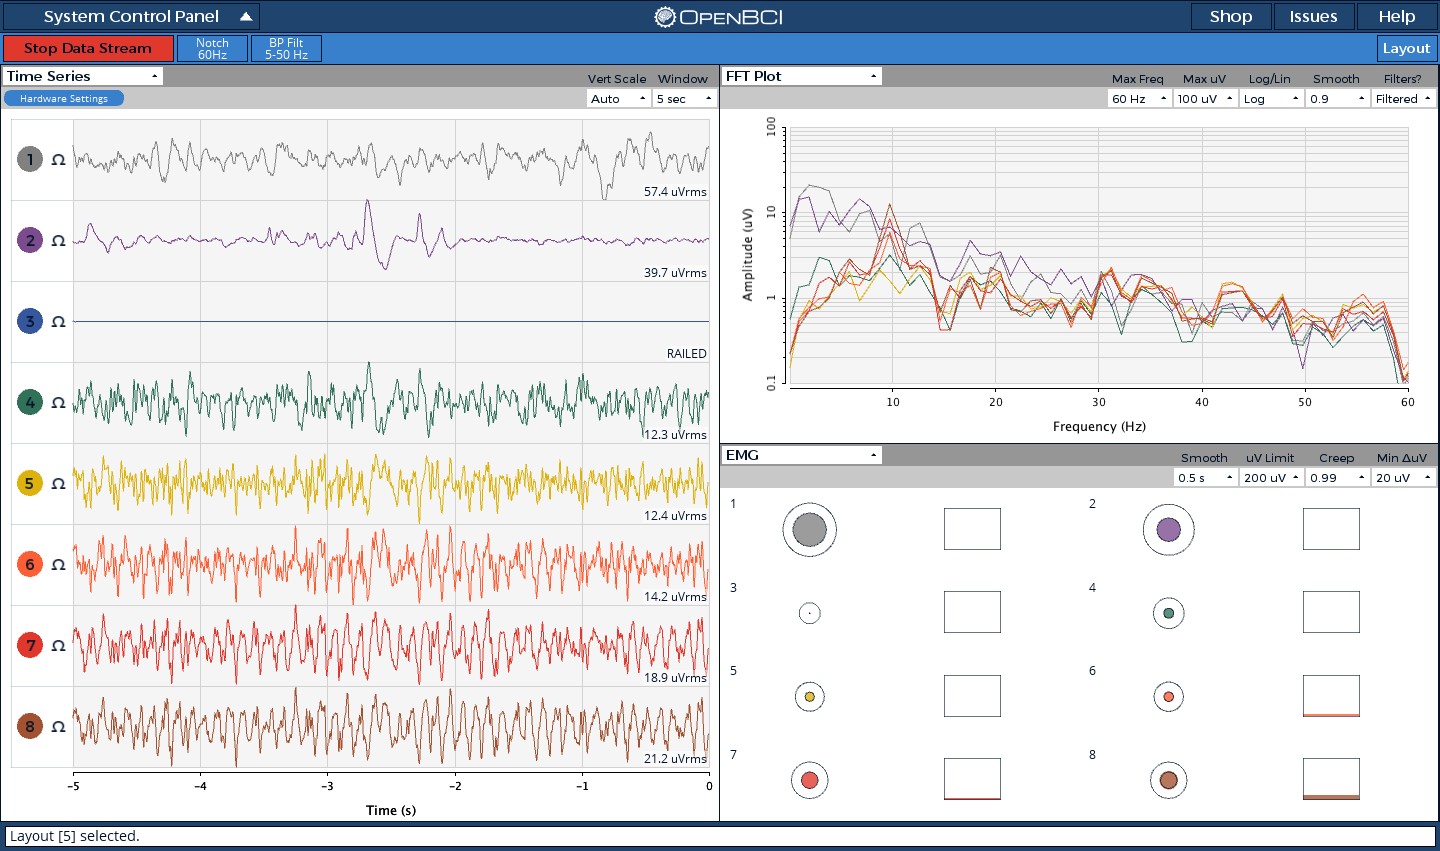 System Control Panel
OpenBCI
Shop
Issues
Help
Stop Data Stream
Notch
60Hz
BP Filt
5-50 Hz
Layout
Time Series
Vert Scale
Window
Hardware Settings
Auto
5 sec
1 Ω
57.4 uVrms
2 Ω
39.7 uVrms
3 Ω
RAILED
4 Ω
12.3 uVrms
5 Ω
12.4 uVrms
6 Ω
14.2 uVrms
7 Ω
18.9 uVrms
8 Ω
21.2 uVrms
-5 -4 -3 -2 -1 0
Time (s)
FFT Plot
Max Freq Max uV Log/Lin Smooth Filters?
60 Hz 100 uV Log 0.9 Filtered
100
10
1
0.1
Amplitude (uV)
10 20 30 40 50 60
Frequency (Hz)
EMG
Smooth uV Limit Creep Min ΔuV
0.5 s 200 uV 0.99 20 uV
1 2
3 4
5 6
7 8
Layout [5] selected.